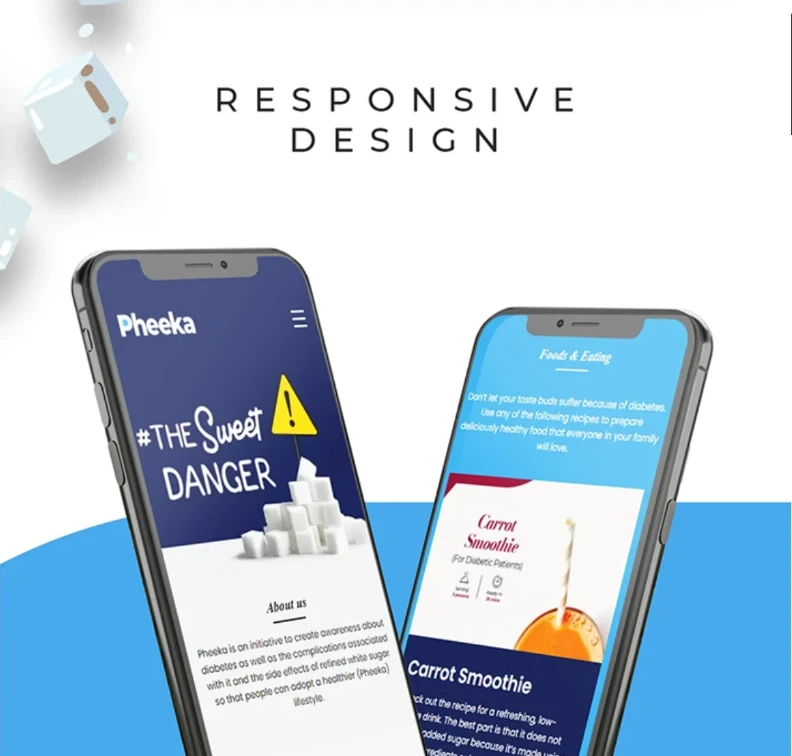 RESPONSIVE
DESIGN
Pheeka
#THE Sweet
DANGER
About us
Pheeka is an initiative to create awareness about
diabetes as well as the complications associated
with it and the side effects of refined white sugar
so that people can adopt a healthier (Pheeka)
lifestyle.
Foods & Eating
Don't let your taste buds suffer because of diabetes.
Use any of the following recipes to prepare
deliciously healthy food that everyone in your family
will love.
Carrot
Smoothie
(For Diabetic Patients)
Serving
Ready in
Carrot Smoothie
out the recipe for a refreshing, low-
drink. The best part is that it does not
added sugar because it's made